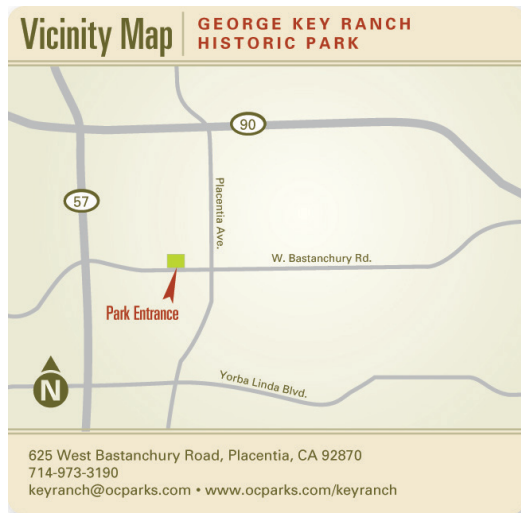 Vicinity Map
GEORGE KEY RANCH
HISTORIC PARK
90
57
Placentia Ave.
W. Bastanchury Rd.
Park Entrance
Yorba Linda Blvd.
N
625 West Bastanchury Road, Placentia, CA 92870
714-973-3190
keyranch@ocparks.com • www.ocparks.com/keyranch